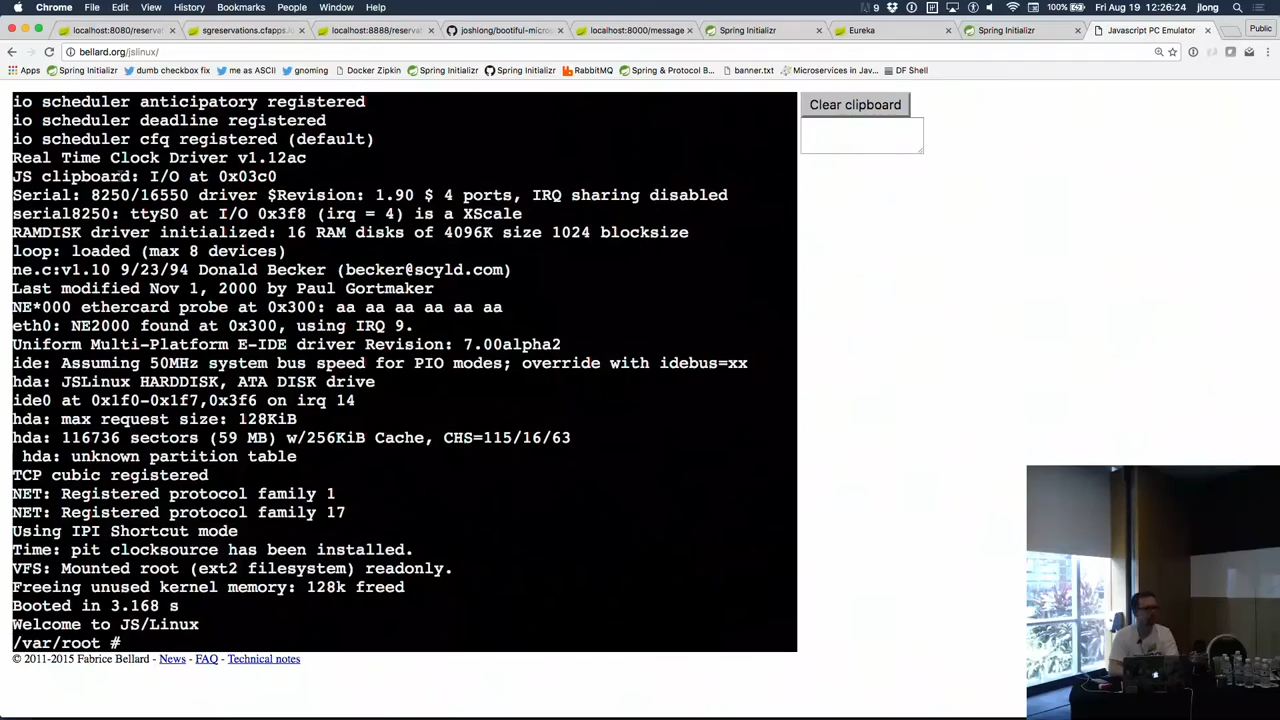 Chrome File Edit View History Bookmarks People Window Help
9 100% Fri Aug 19 12:26:24 jlong
localhost:8080/reserva
sgreservations.cfapps.i
localhost:8888/reserva
joshlong/bootiful-micros
localhost:8000/message
Spring Initializr
Eureka
Spring Initializr
Javascript PC Emulator
Public
bellard.org/jslinux/
Apps Spring Initializr dumb checkbox fix me as ASCII gnoming Docker Zipkin Spring Initializr Spring Initializr RabbitMQ Spring & Protocol B... banner.txt Microservices in Jav... DF Shell
io scheduler anticipatory registered
io scheduler deadline registered
io scheduler cfq registered (default)
Real Time Clock Driver v1.12ac
JS clipboard: I/O at 0x03c0
Serial: 8250/16550 driver $Revision: 1.90 $ 4 ports, IRQ sharing disabled
serial8250: ttyS0 at I/O 0x3f8 (irq = 4) is a XScale
RAMDISK driver initialized: 16 RAM disks of 4096K size 1024 blocksize
loop: loaded (max 8 devices)
ne.c:v1.10 9/23/94 Donald Becker (becker@scyld.com)
Last modified Nov 1, 2000 by Paul Gortmaker
NE*000 ethercard probe at 0x300: aa aa aa aa aa aa
eth0: NE2000 found at 0x300, using IRQ 9.
Uniform Multi-Platform E-IDE driver Revision: 7.00alpha2
ide: Assuming 50MHz system bus speed for PIO modes; override with idebus=xx
hda: JSLinux HARDDISK, ATA DISK drive
ide0 at 0x1f0-0x1f7,0x3f6 on irq 14
hda: max request size: 128KiB
hda: 116736 sectors (59 MB) w/256KiB Cache, CHS=115/16/63
hda: unknown partition table
TCP cubic registered
NET: Registered protocol family 1
NET: Registered protocol family 17
Using IPI Shortcut mode
Time: pit clocksource has been installed.
VFS: Mounted root (ext2 filesystem) readonly.
Freeing unused kernel memory: 128k freed
Booted in 3.168 s
Welcome to JS/Linux
/var/root #
Clear clipboard
© 2011-2015 Fabrice Bellard - News - FAQ - Technical notes